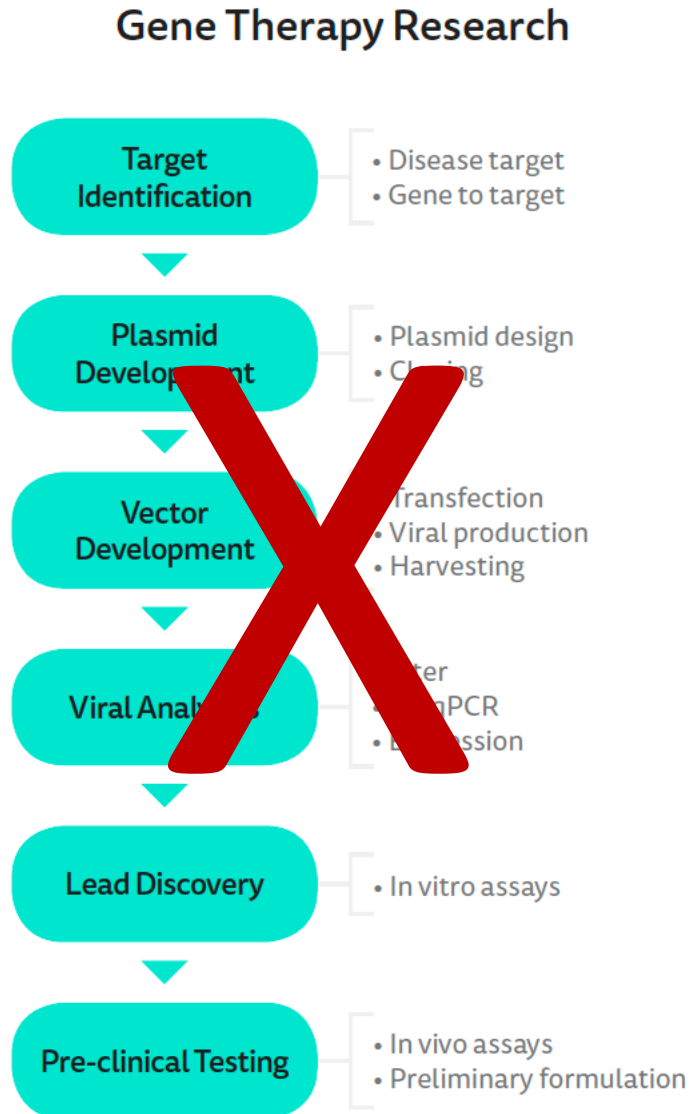 Gene Therapy Research
Target
Identification
• Disease target
• Gene to target
Plasmid
• Plasmid design
Vector
Development
Transfection
• Viral production
• Harvesting
Viral
Lead Discovery
• In vitro assays
Pre-clinical Testing
• In vivo assays
• Preliminary formulation